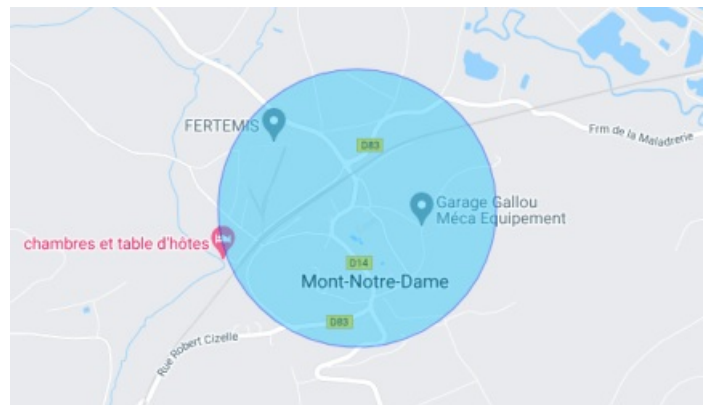 FERTEMIS
D83
Frm de la Maladrerie
Garage Gallou
Méca Equipement
chambres et table d'hôtes
D14
Mont-Notre-Dame
D83
Rue Robert Cizelle